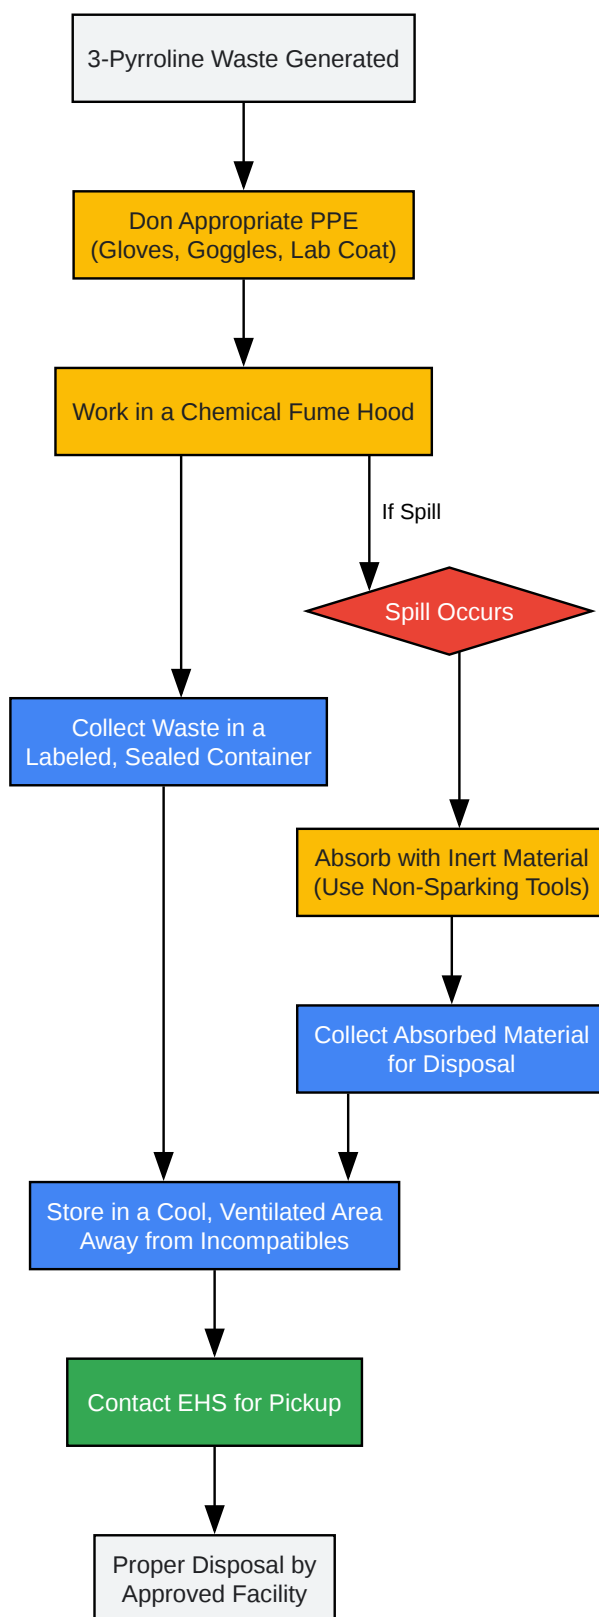 3-Pyrroline Waste Generated
Don Appropriate PPE
(Gloves, Goggles, Lab Coat)
Work in a Chemical Fume Hood
If Spill
Spill Occurs
Collect Waste in a
Labeled, Sealed Container
Absorb with Inert Material
(Use Non-Sparking Tools)
Collect Absorbed Material
for Disposal
Store in a Cool, Ventilated Area
Away from Incompatibles
Contact EHS for Pickup
Proper Disposal by
Approved Facility